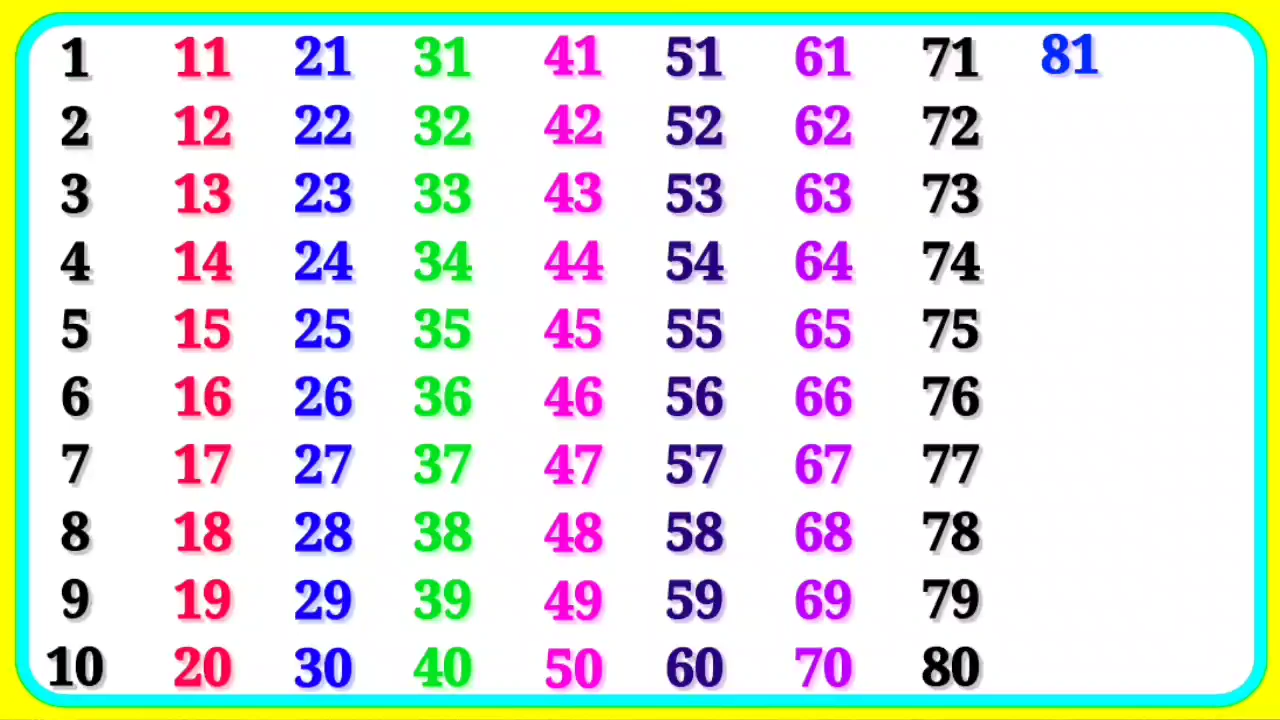 1 11 21 31 41 51 61 71 81
2 12 22 32 42 52 62 72
3 13 23 33 43 53 63 73
4 14 24 34 44 54 64 74
5 15 25 35 45 55 65 75
6 16 26 36 46 56 66 76
7 17 27 37 47 57 67 77
8 18 28 38 48 58 68 78
9 19 29 39 49 59 69 79
10 20 30 40 50 60 70 80